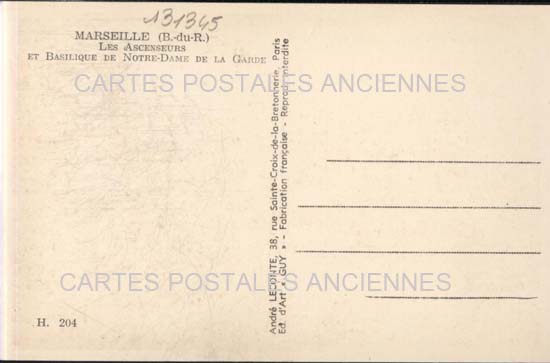 131345
MARSEILLE (B.-du-R.)
LES ASCENSEURS
ET BASILIQUE DE NOTRE-DAME DE LA GARDE
CARTES POSTALES ANCIENNES
André LECONTE, 38, rue Sainte-Croix-de-la-Bretonnerie, Paris
Ed. d'Art « GUY » - Fabrication française - Reprod. interdite
CARTES POSTALES ANCIENNES
H. 204